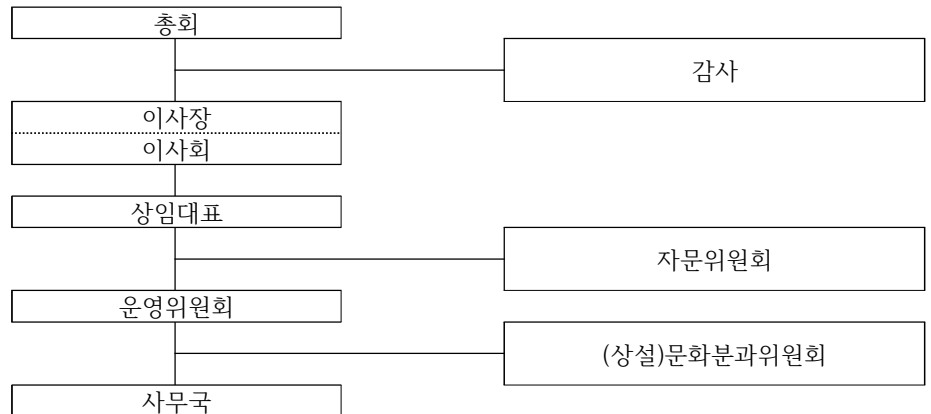 총회
감사
이사장
이사회
상임대표
자문위원회
운영위원회
(상설)문화분과위원회
사무국